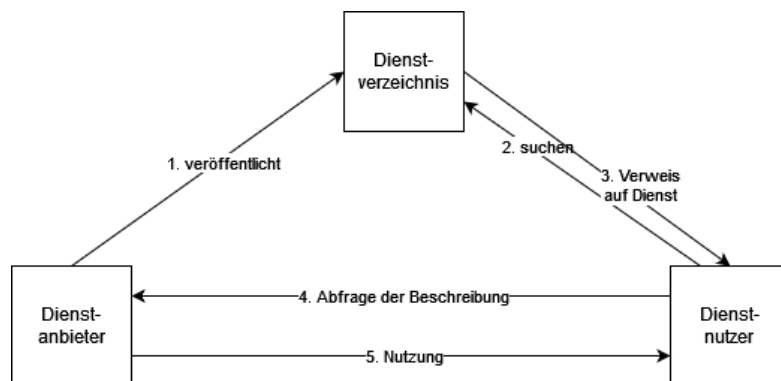 Dienst-
verzeichnis
1. veröffentlicht
2. suchen
3. Verweis
auf Dienst
4. Abfrage der Beschreibung
Dienst-
anbieter
Dienst-
nutzer
5. Nutzung